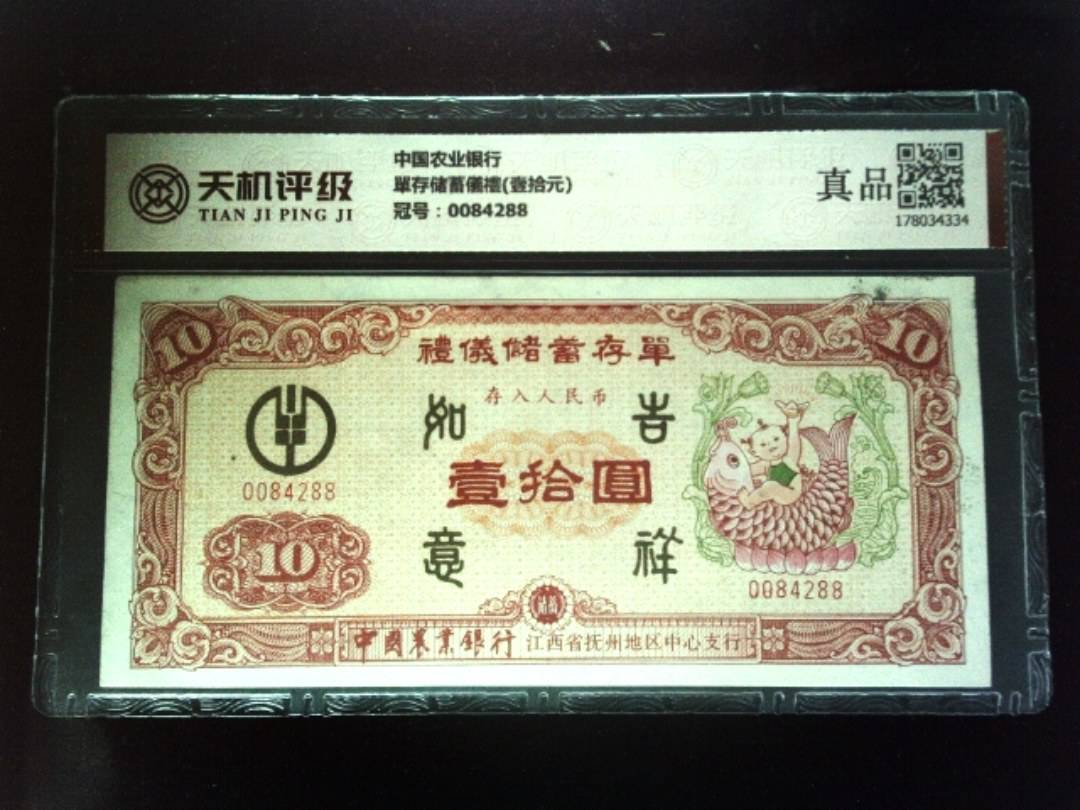 天机评级
TIAN JI PING JI
中国农业银行
單存储蓄儀禮(壹拾元)
冠号：0084288
真品
178034334
10
10
禮儀儲蓄存單
存入人民币
如
吉
壹拾圓
意
祥
0084288
10
0084288
儲蓄
中國農業銀行 江西省抚州地区中心支行